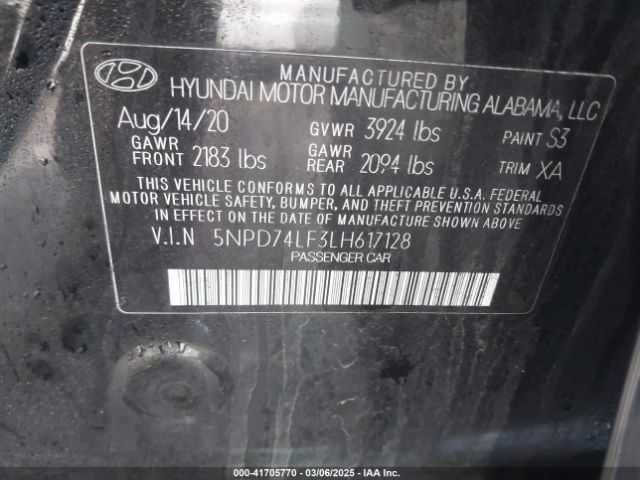 MANUFACTURED BY
HYUNDAI MOTOR MANUFACTURING ALABAMA, LLC
Aug/14/20 GVWR 3924 lbs PAINT S3
GAWR FRONT 2183 lbs GAWR REAR 2094 lbs TRIM XA
THIS VEHICLE CONFORMS TO ALL APPLICABLE U.S.A. FEDERAL
MOTOR VEHICLE SAFETY, BUMPER, AND THEFT PREVENTION STANDARDS
IN EFFECT ON THE DATE OF MANUFACTURE SHOWN ABOVE
V.I.N 5NPD74LF3LH617128
PASSENGER CAR
000-41705770 - 03/06/2025 - IAA Inc.